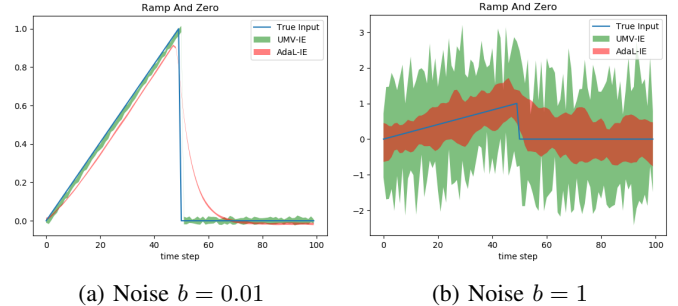 Ramp And Zero
True Input
UMV-IE
AdaL-IE
1.0
0.8
0.6
0.4
0.2
0.0
0 20 40 60 80 100
time step
(a) Noise b = 0.01
Ramp And Zero
True Input
UMV-IE
AdaL-IE
3
2
1
0
−1
−2
0 20 40 60 80 100
time step
(b) Noise b = 1